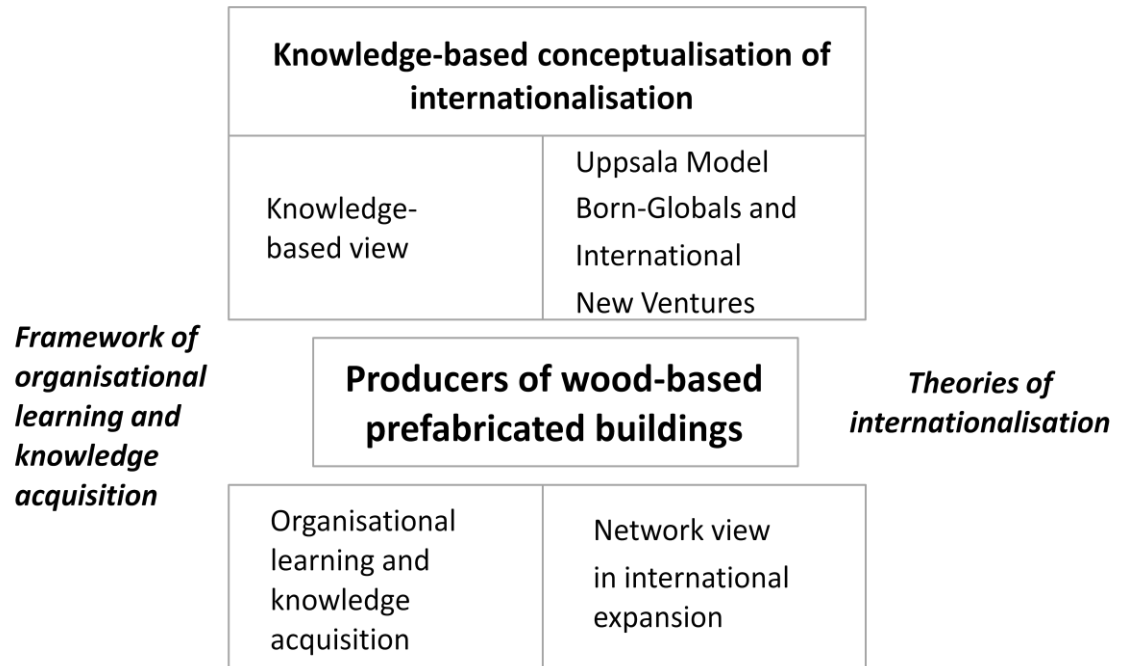 Knowledge-based conceptualisation of
internationalisation
Knowledge-
based view
Uppsala Model
Born-Globals and
International
New Ventures
Framework of
organisational
learning and
knowledge
acquisition
Producers of wood-based
prefabricated buildings
Theories of
internationalisation
Organisational
learning and
knowledge
acquisition
Network view
in international
expansion